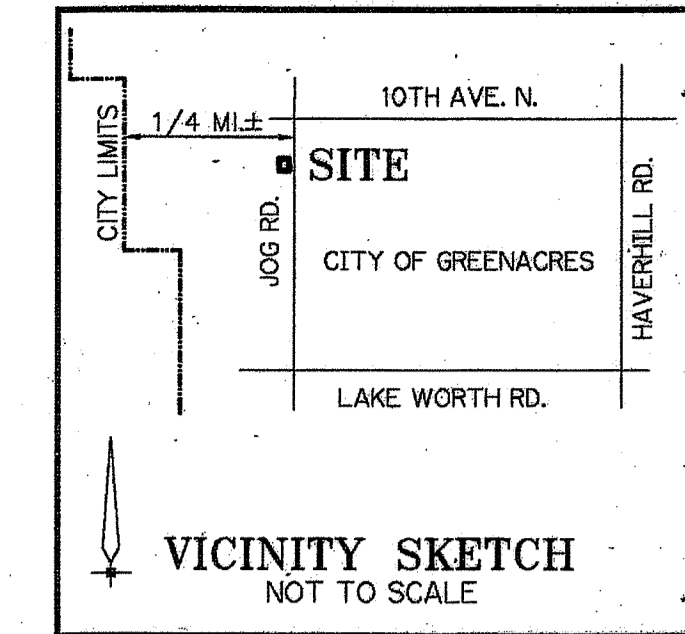 10TH AVE. N.
1/4 MI.±
CITY LIMITS
SITE
JOG RD.
HAVERHILL RD.
CITY OF GREENACRES
LAKE WORTH RD.
VICINITY SKETCH
NOT TO SCALE